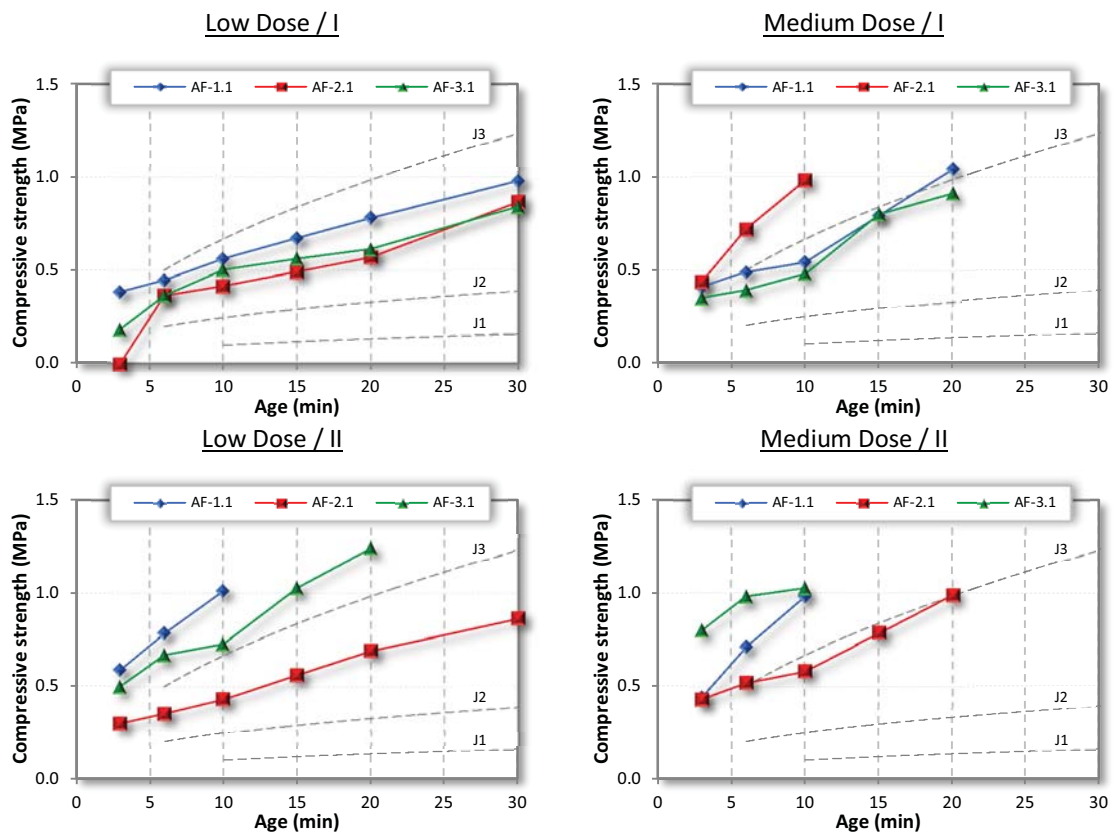 Low Dose / I
Compressive strength (MPa)
1.5
1.0
0.5
0.0
AF-1.1 AF-2.1 AF-3.1
J3
J2
J1
0 5 10 15 20 25 30
Age (min)
Medium Dose / I
Compressive strength (MPa)
1.5
1.0
0.5
0.0
AF-1.1 AF-2.1 AF-3.1
J3
J2
J1
0 5 10 15 20 25 30
Age (min)
Low Dose / II
Compressive strength (MPa)
1.5
1.0
0.5
0.0
AF-1.1 AF-2.1 AF-3.1
J3
J2
J1
0 5 10 15 20 25 30
Age (min)
Medium Dose / II
Compressive strength (MPa)
1.5
1.0
0.5
0.0
AF-1.1 AF-2.1 AF-3.1
J3
J2
J1
0 5 10 15 20 25 30
Age (min)